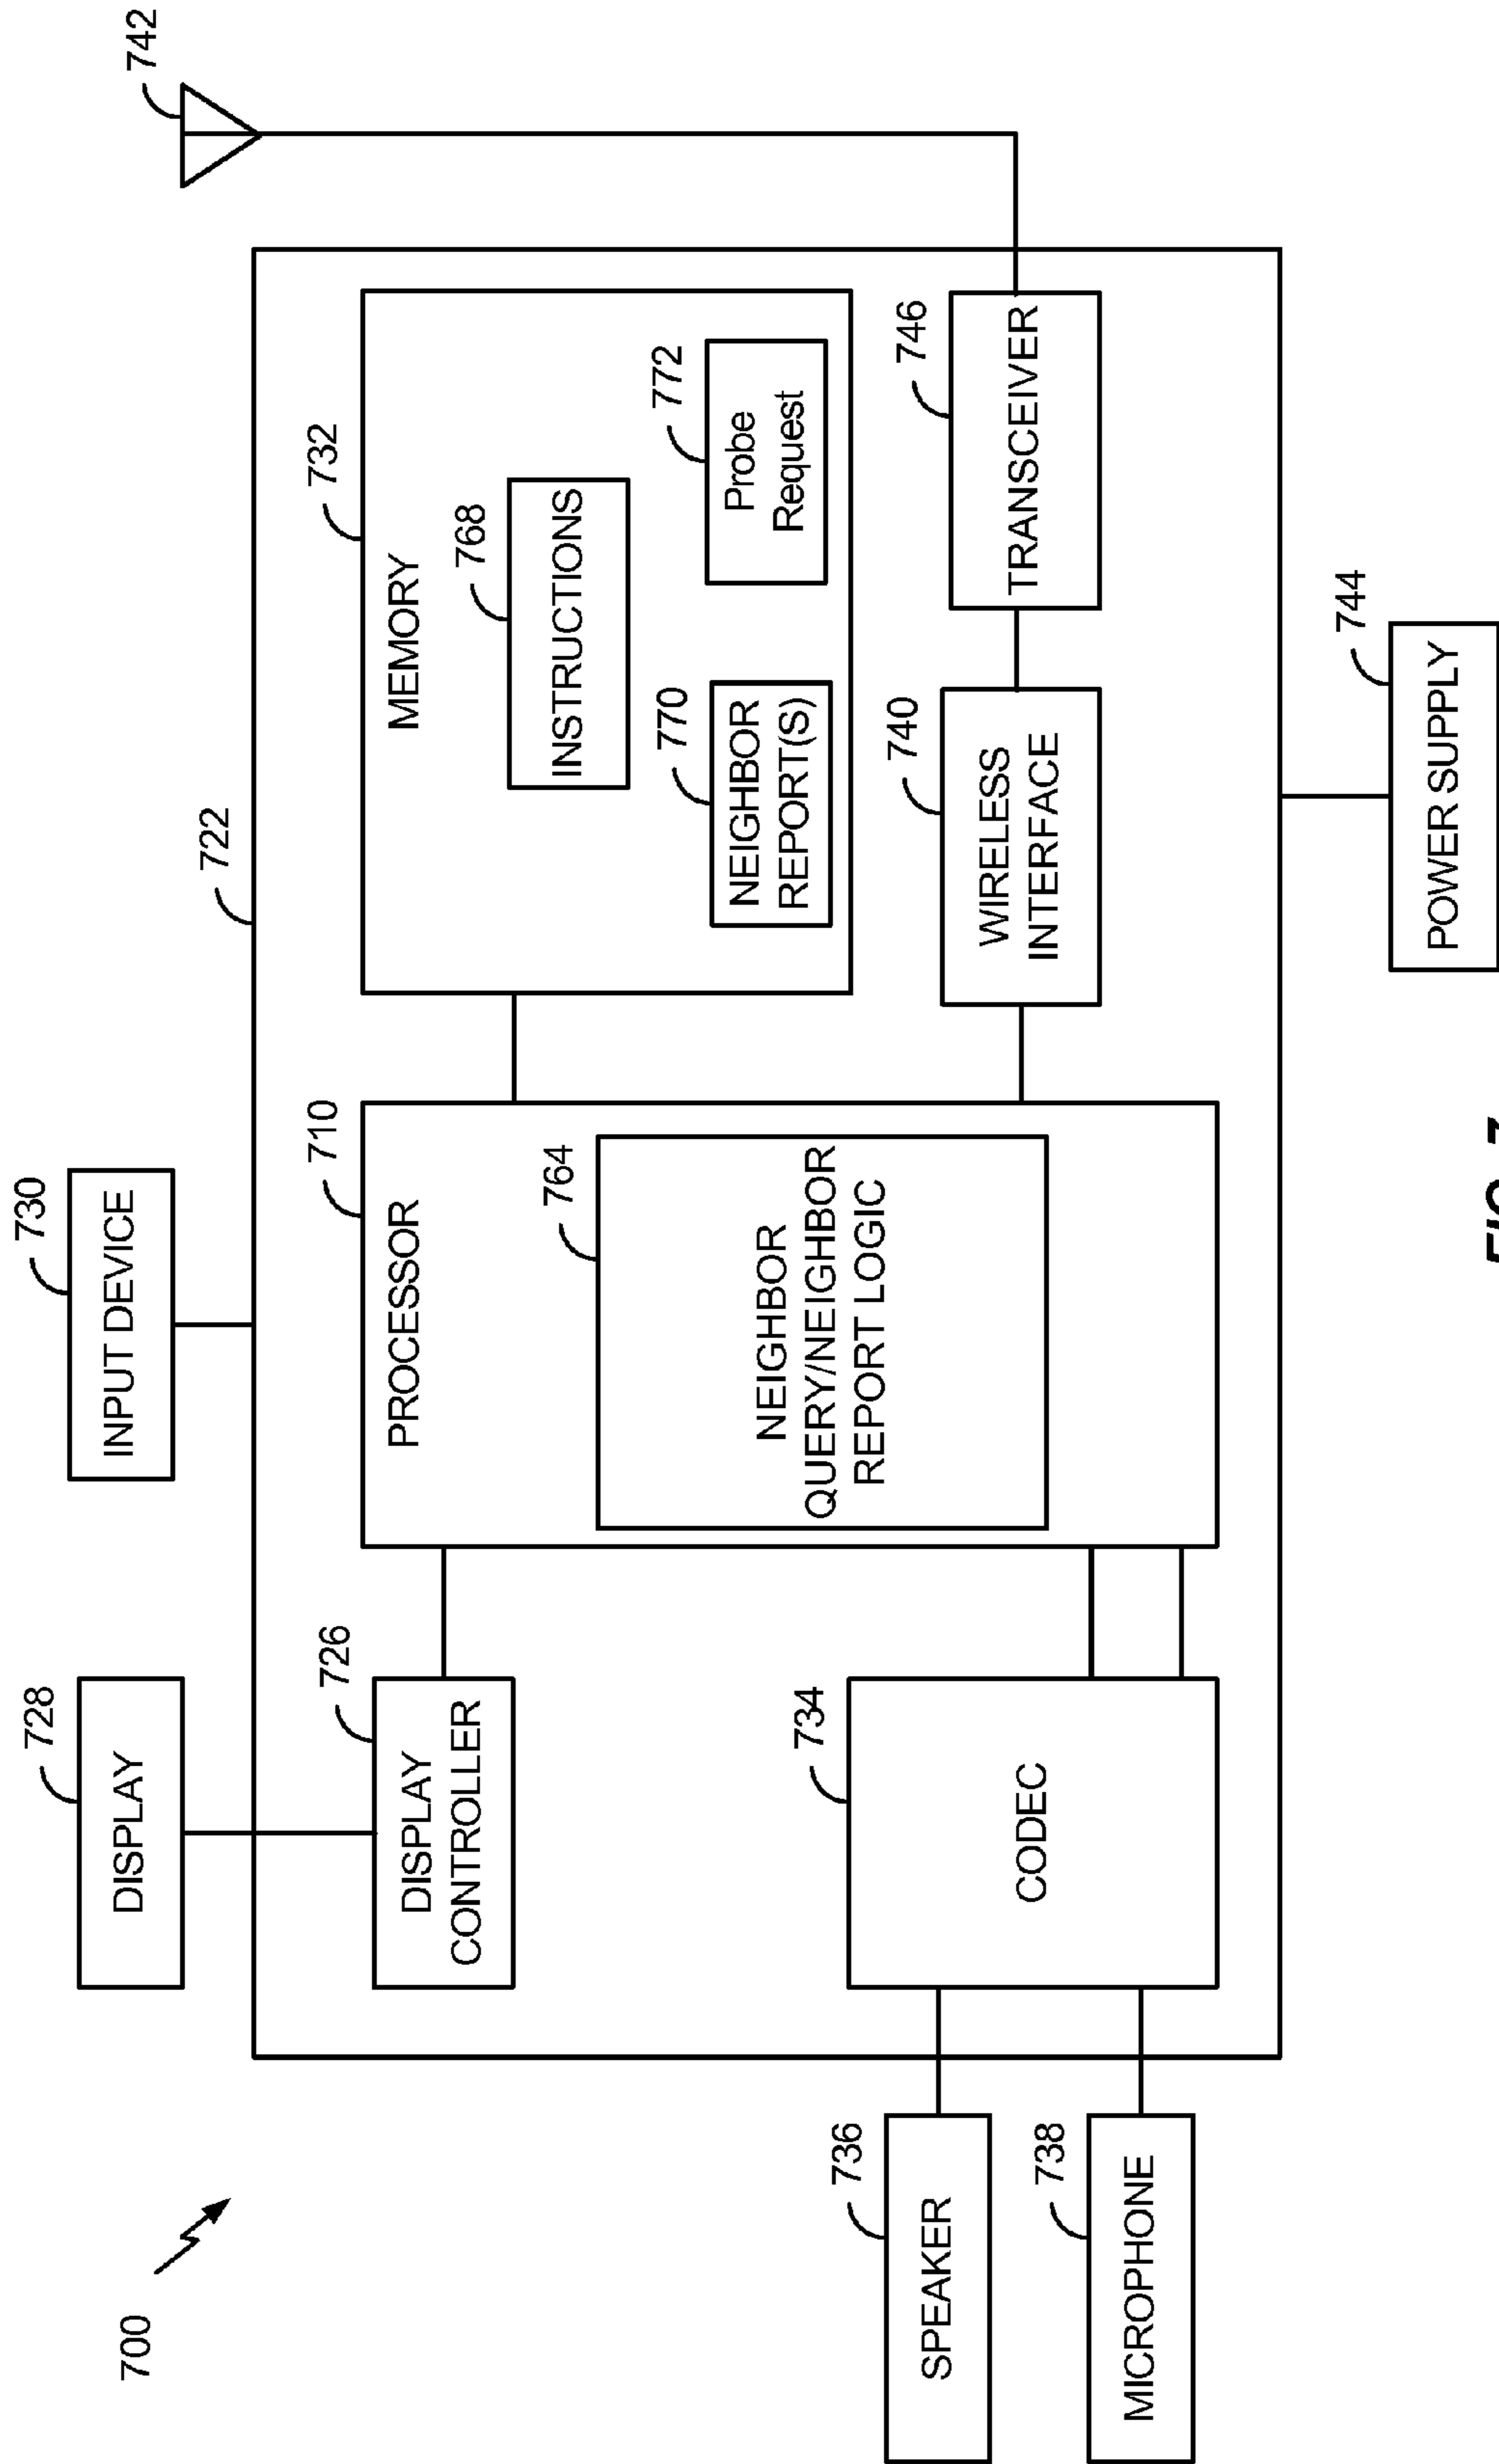 700
728
DISPLAY
730
INPUT DEVICE
722
742
726
DISPLAY
CONTROLLER
710
PROCESSOR
764
NEIGHBOR
QUERY/NEIGHBOR
REPORT LOGIC
732
MEMORY
768
INSTRUCTIONS
770
NEIGHBOR
REPORT(S)
772
Probe
Request
734
CODEC
740
WIRELESS
INTERFACE
746
TRANSCEIVER
736
SPEAKER
738
MICROPHONE
744
POWER SUPPLY
FIG. 7